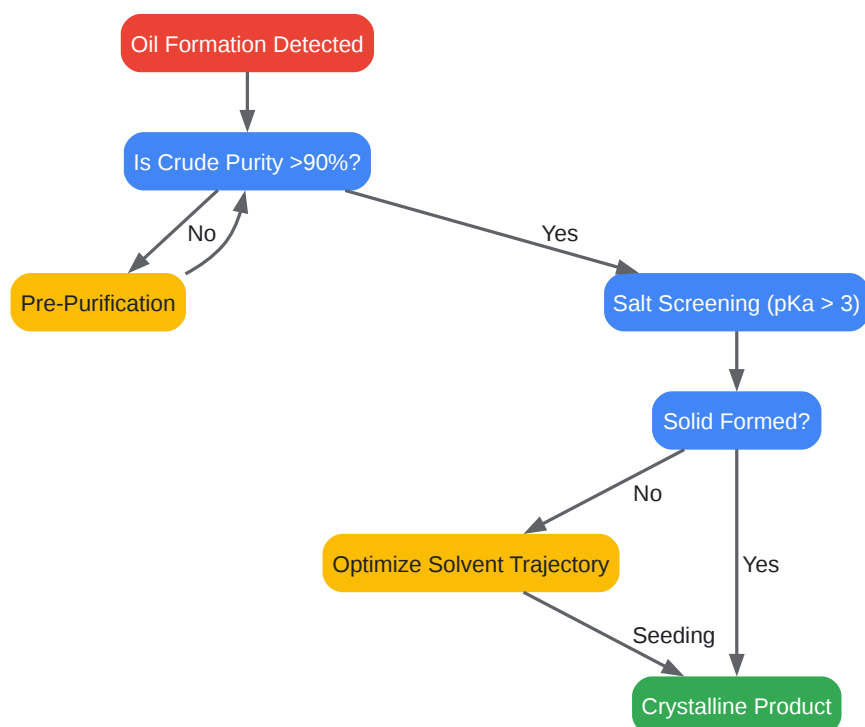 Oil Formation Detected
Is Crude Purity >90%?
No
Yes
Pre-Purification
Salt Screening (pKa > 3)
Solid Formed?
No
Optimize Solvent Trajectory
Yes
Seeding
Crystalline Product